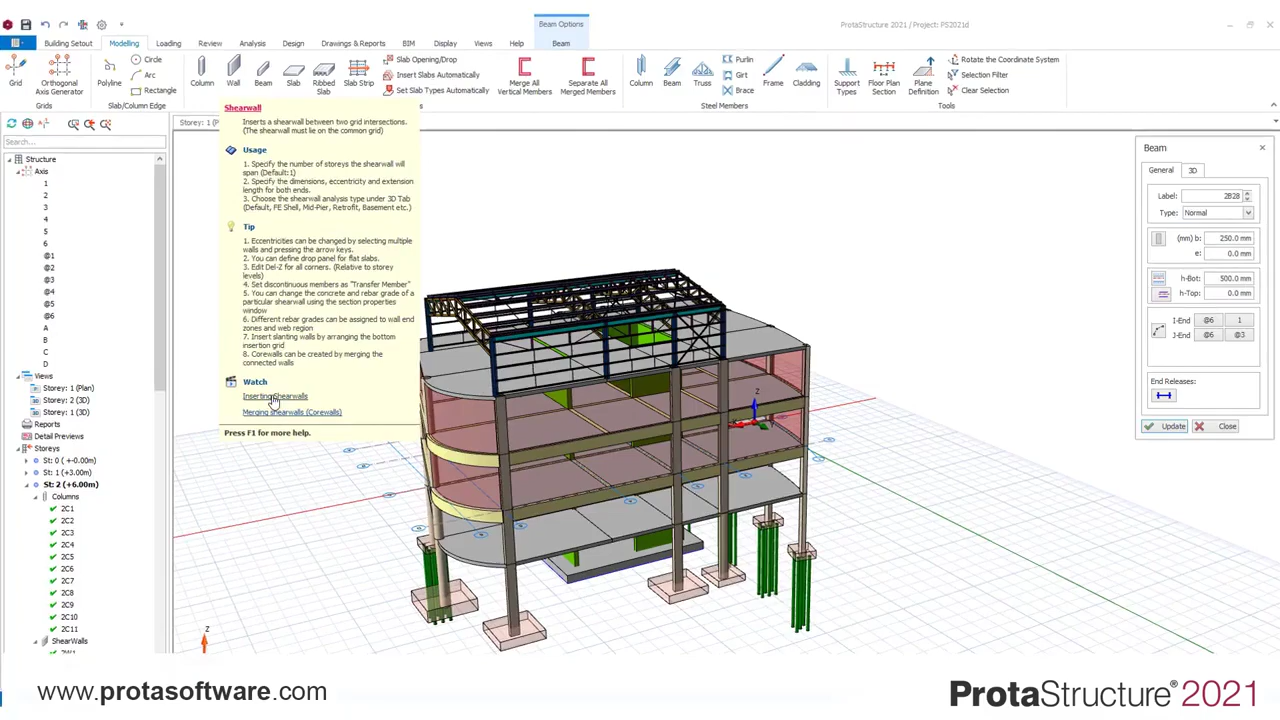 Beam Options
ProtaStructure 2021 / Project: PS2021d
Building Setout Modelling Loading Review Analysis Design Drawings & Reports BIM Display Views Help Beam
Grid
Orthogonal
Axis Generator
Grids
Polyline
Circle
Arc
Rectangle
Slab/Column Edge
Column
Wall
Beam
Slab
Ribbed
Slab
Slab Strip
Slab Opening/Drop
Insert Slabs Automatically
Set Slab Types Automatically
Merge All
Vertical Members
Separate All
Merged Members
Column
Beam
Truss
Purlin
Girt
Brace
Frame
Cladding
Steel Members
Support
Types
Floor Plan
Section
Plane
Definition
Rotate the Coordinate System
Selection Filter
Clear Selection
Tools
Search...
Structure
Axis
1
2
3
4
5
6
@1
@2
@3
@4
@5
@6
A
B
C
D
Views
Storey: 1 (Plan)
Storey: 2 (3D)
Storey: 1 (3D)
Reports
Detail Previews
Storeys
St: 0 ( +-0.00m)
St: 1 (+3.00m)
St: 2 (+6.00m)
Columns
2C1
2C2
2C3
2C4
2C5
2C6
2C7
2C8
2C9
2C10
2C11
ShearWalls
Storey: 1 (P
Shearwall
Inserts a shearwall between two grid intersections.
(The shearwall must lie on the common grid)
Usage
1. Specify the number of storeys the shearwall will
span (Default:1)
2. Specify the dimensions, eccentricity and extension
length for both ends.
3. Choose the shearwall analysis type under 3D Tab
(Default, FE Shell, Mid-Pier, Retrofit, Basement etc.)
Tip
1. Eccentricities can be changed by selecting multiple
walls and pressing the arrow keys.
2. You can define drop panel for flat slabs.
3. Edit Del-Z for all corners. (Relative to storey
levels)
4. Set discontinuous members as "Transfer Member"
5. You can change the concrete and rebar grade of a
particular shearwall using the section properties
window
6. Different rebar grades can be assigned to wall end
zones and web region
7. Insert slanting walls by arranging the bottom
insertion grid
8. Corewalls can be created by merging the
connected walls
Watch
Inserting Shearwalls
Merging shearwalls (Corewalls)
Press F1 for more help.
Z
Z
Beam
General 3D
Label: 2B28
Type: Normal
(mm) b: 250.0 mm
e: 0.0 mm
h-Bot: 500.0 mm
h-Top: 0.0 mm
I-End @6 1
J-End @6 @3
End Releases:
Update Close
www.protasoftware.com
ProtaStructure® 2021